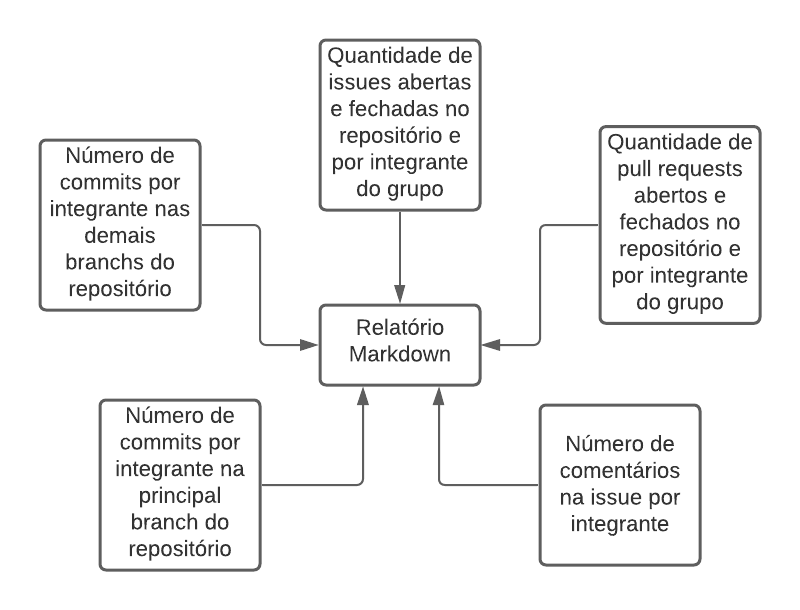 Quantidade de
issues abertas
e fechadas no
repositório e
por integrante
do grupo
Número de
commits por
integrante nas
demais
branchs do
repositório
Quantidade de
pull requests
abertos e
fechados no
repositório e
por integrante
do grupo
Relatório
Markdown
Número de
commits por
integrante na
principal
branch do
repositório
Número de
comentários
na issue por
integrante